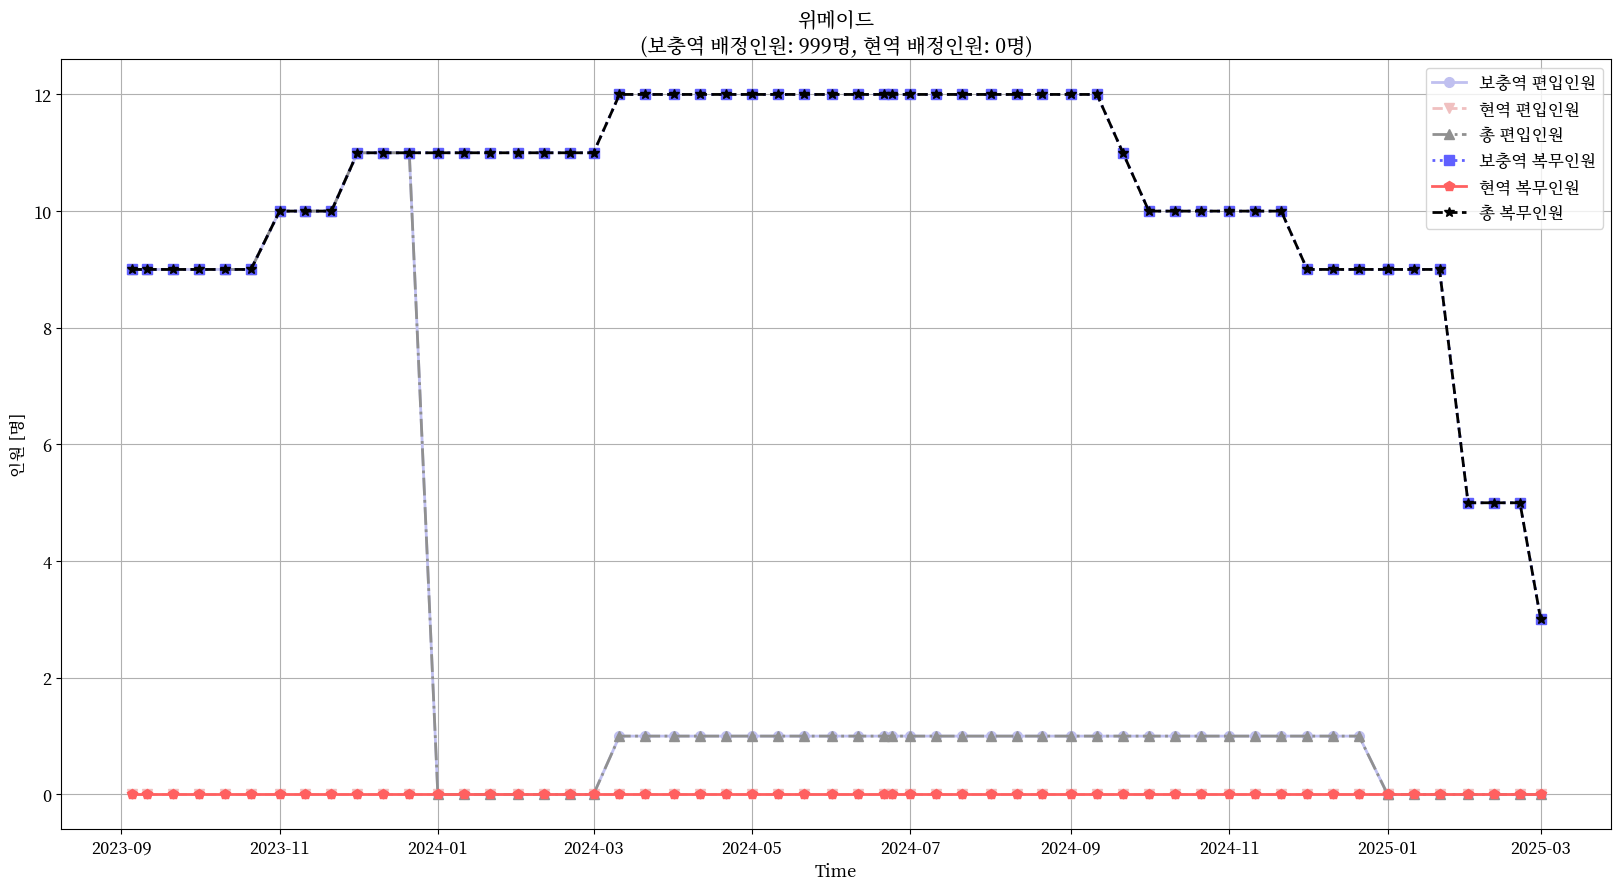 위메이드
(보충역 배정인원: 999명, 현역 배정인원: 0명)
보충역 편입인원
현역 편입인원
총 편입인원
보충역 복무인원
현역 복무인원
총 복무인원
인원 [명]
12
10
8
6
4
2
0
2023-09
2023-11
2024-01
2024-03
2024-05
2024-07
2024-09
2024-11
2025-01
2025-03
Time